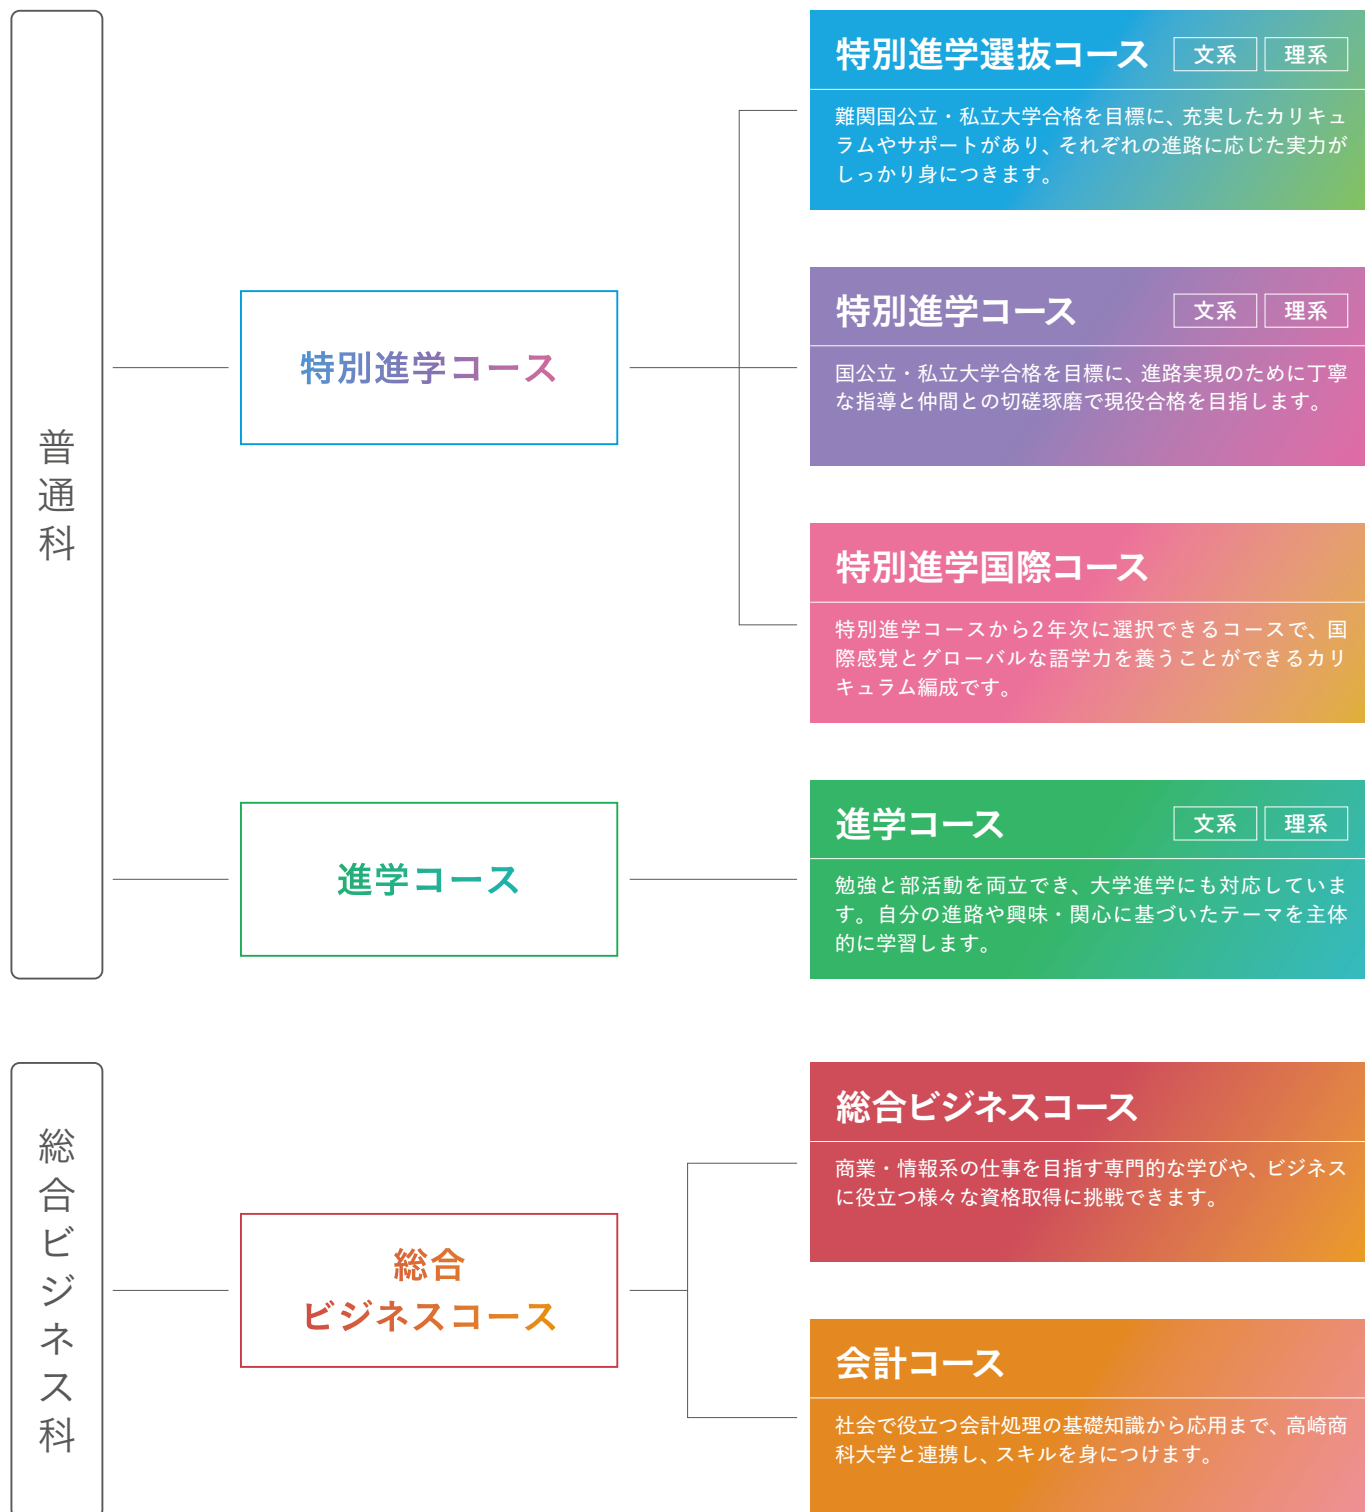 普通科
特別進学コース
特別進学選抜コース 文系 理系
難関国公立・私立大学合格を目標に、充実したカリキュ
ラムやサポートがあり、それぞれの進路に応じた実力が
しっかり身につきます。
特別進学コース 文系 理系
国公立・私立大学合格を目標に、進路実現のために丁寧
な指導と仲間との切磋琢磨で現役合格を目指します。
特別進学国際コース
特別進学コースから2年次に選択できるコースで、国
際感覚とグローバルな語学力を養うことができるカリ
キュラム編成です。
進学コース
進学コース 文系 理系
勉強と部活動を両立でき、大学進学にも対応していま
す。自分の進路や興味・関心に基づいたテーマを主体
的に学習します。
総合ビジネス科
総合
ビジネスコース
総合ビジネスコース
商業・情報系の仕事を目指す専門的な学びや、ビジネス
に役立つ様々な資格取得に挑戦できます。
会計コース
社会で役立つ会計処理の基礎知識から応用まで、高崎商
科大学と連携し、スキルを身につけます。